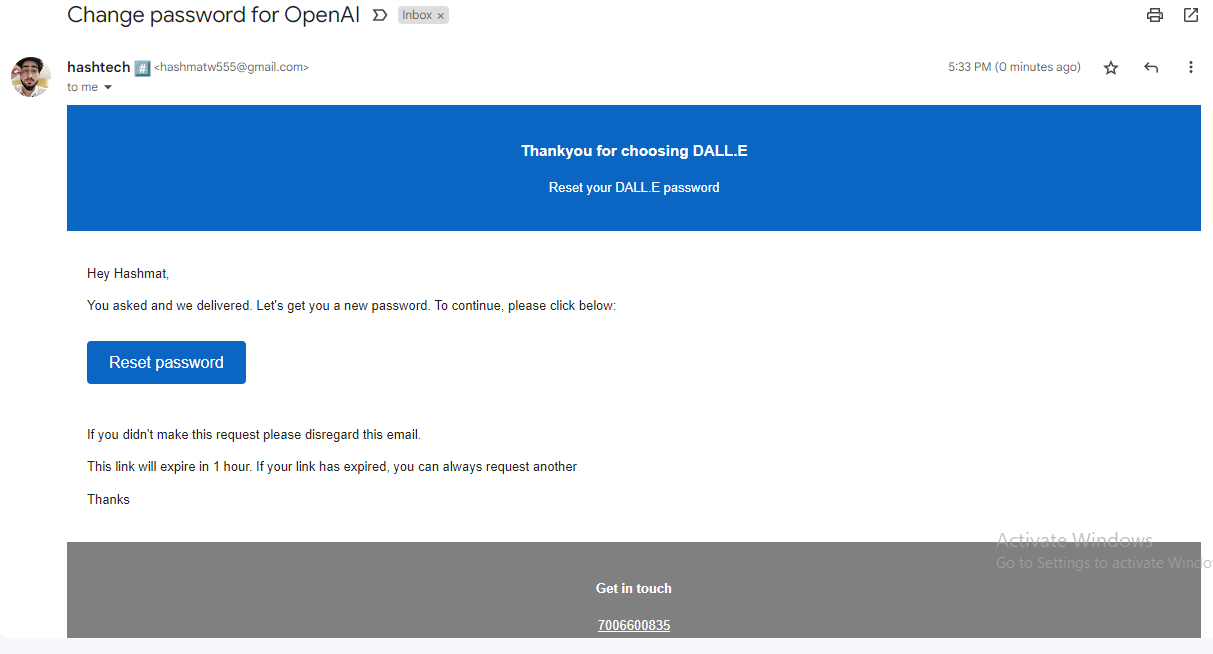 Change password for OpenAI
Inbox ×
hashtech #️⃣ <hashmatw555@gmail.com>
5:33 PM (0 minutes ago)
to me
Thankyou for choosing DALL.E
Reset your DALL.E password
Hey Hashmat,
You asked and we delivered. Let's get you a new password. To continue, please click below:
Reset password
If you didn't make this request please disregard this email.
This link will expire in 1 hour. If your link has expired, you can always request another
Thanks
Activate Windows
Go to Settings to activate Windo
Get in touch
7006600835